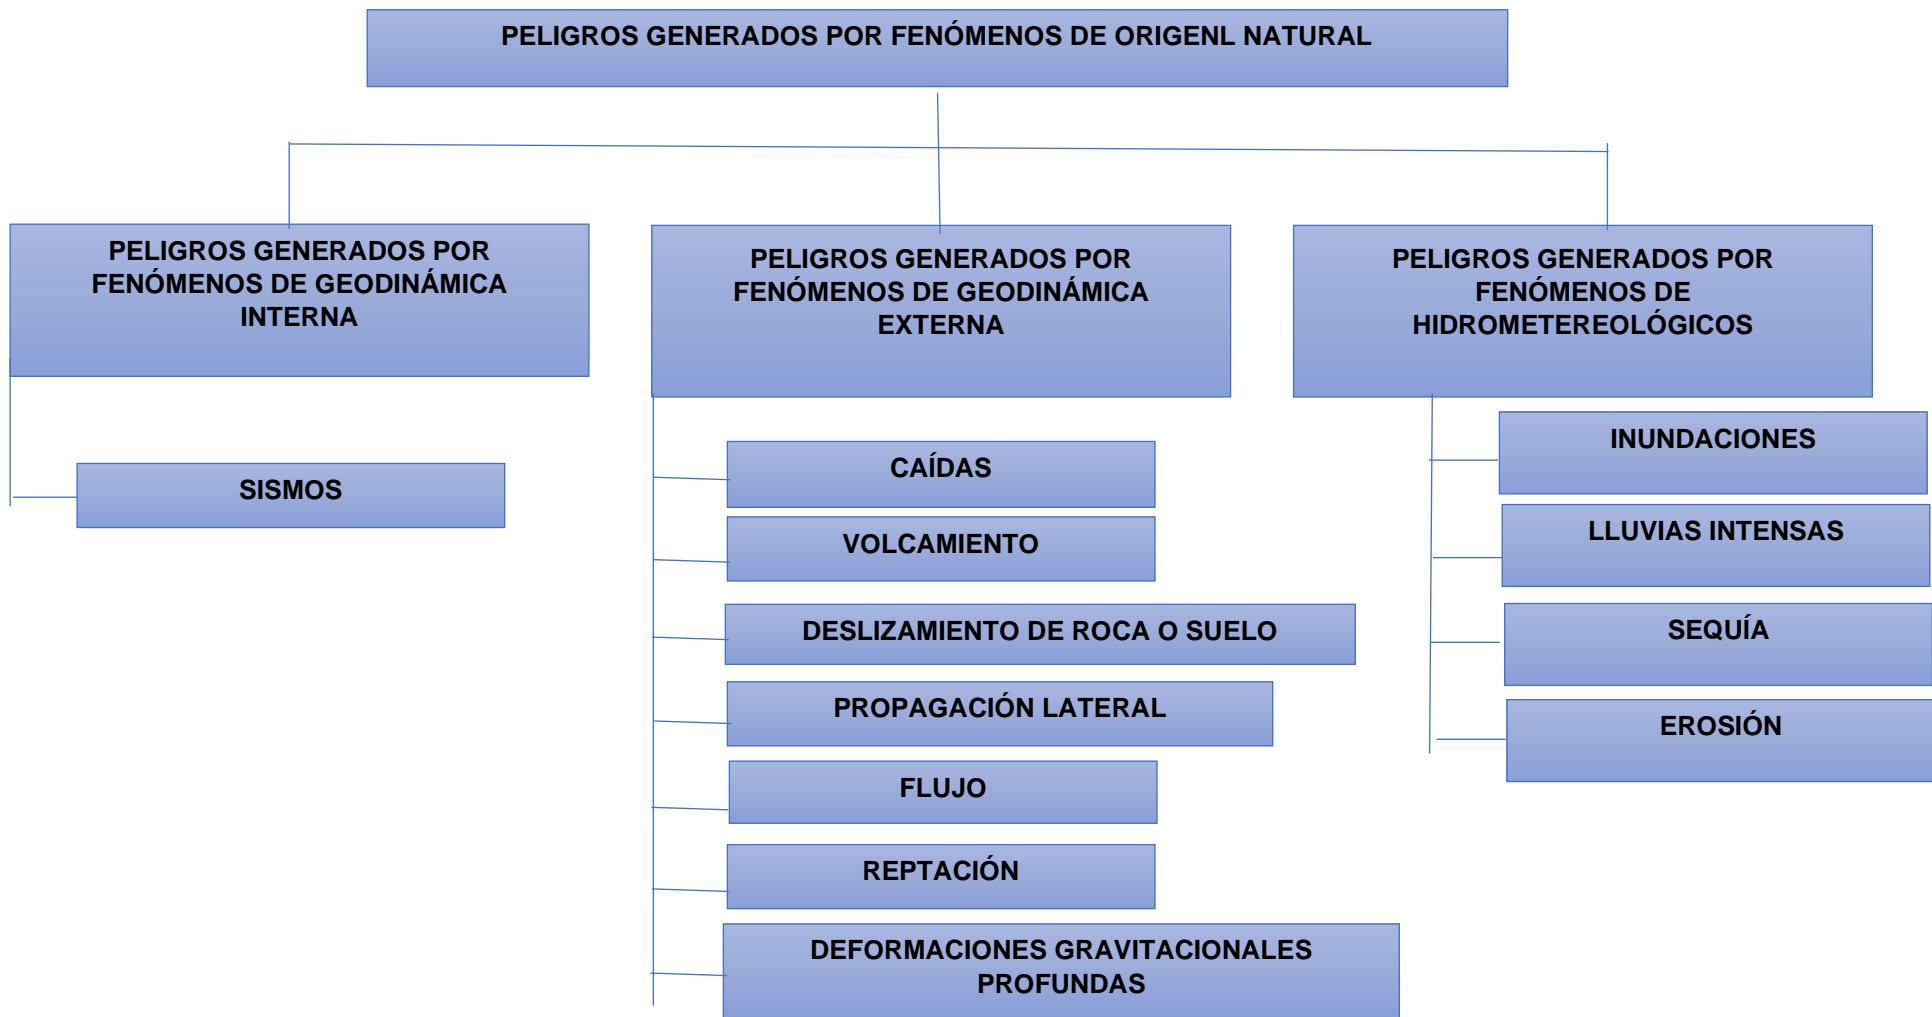 PELIGROS GENERADOS POR FENÓMENOS DE ORIGENL NATURAL
PELIGROS GENERADOS POR
FENÓMENOS DE GEODINÁMICA
INTERNA
SISMOS
PELIGROS GENERADOS POR
FENÓMENOS DE GEODINÁMICA
EXTERNA
CAÍDAS
VOLCAMIENTO
DESLIZAMIENTO DE ROCA O SUELO
PROPAGACIÓN LATERAL
FLUJO
REPTACIÓN
DEFORMACIONES GRAVITACIONALES
PROFUNDAS
PELIGROS GENERADOS POR
FENÓMENOS DE
HIDROMETEREOLÓGICOS
INUNDACIONES
LLUVIAS INTENSAS
SEQUÍA
EROSIÓN